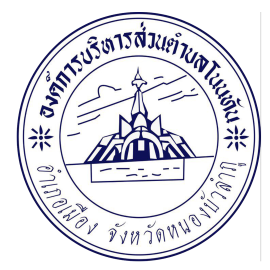 องค์การบริหารส่วนตำบลโนนทัน
อำเภอเมือง จังหวัดหนองบัวลำภู